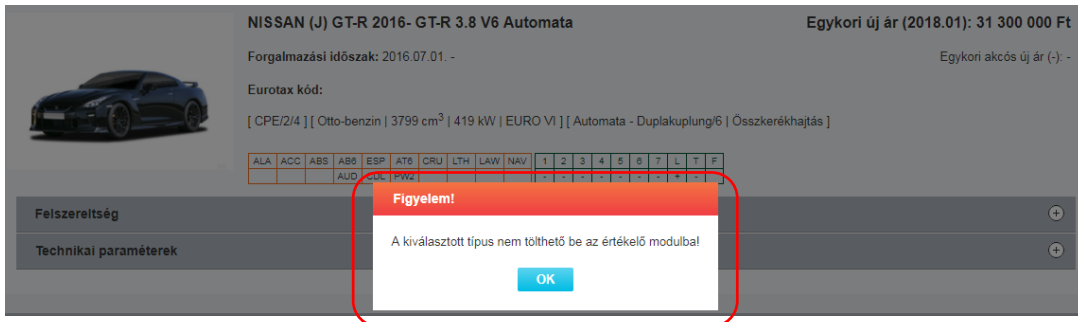 NISSAN (J) GT-R 2016- GT-R 3.8 V6 Automata
Egykori új ár (2018.01): 31 300 000 Ft
Forgalmazási időszak: 2016.07.01. -
Egykori akcós új ár (-): -
Eurotax kód:
[ CPE/2/4 ] [ Otto-benzin | 3799 cm³ | 419 kW | EURO VI ] [ Automata - Duplakuplung/6 | Összkerékhajtás ]
ALA ACC ABS AB6 ESP AT6 CRU LTH LAW NAV 1 2 3 4 5 6 7 L T F
AUD COL PW2 - - - - - - - + -
Figyelem!
Felszereltség
A kiválasztott típus nem tölthető be az értékelő modulba!
Technikai paraméterek
OK